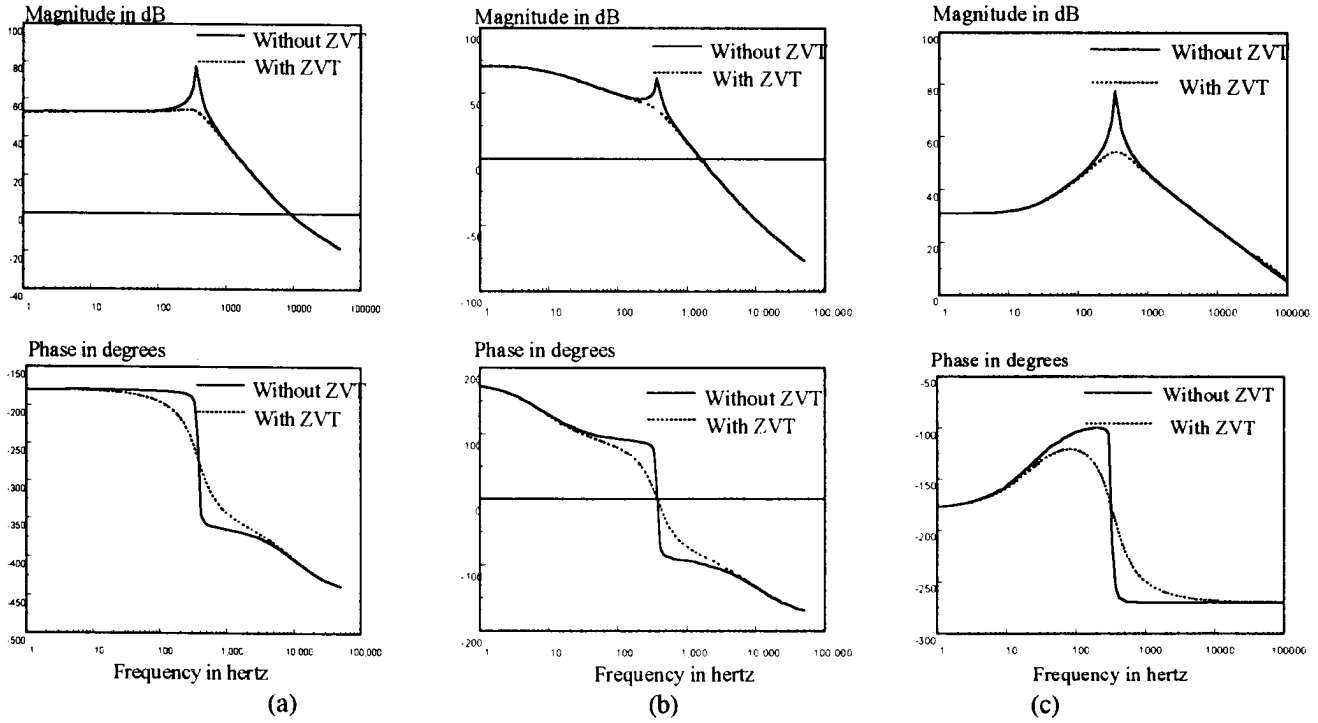 Magnitude in dB
Without ZVT
With ZVT
100
80
60
40
20
0
-20
-40
1 10 100 1000 10000 100000
Phase in degrees
Without ZVT
With ZVT
-150
-200
-250
-300
-350
-400
-450
-500
1 10 100 1 000 10 000 100 000
Frequency in hertz
(a)
Magnitude in dB
Without ZVT
With ZVT
100
50
0
-50
-100
1 10 100 1.000 10 000 100 000
Phase in degrees
Without ZVT
With ZVT
200
100
0
-100
-200
1 10 100 1 000 10 000 100 000
Frequency in hertz
(b)
Magnitude in dB
Without ZVT
With ZVT
100
80
60
40
20
0
1 10 100 1000 10000 100000
Phase in degrees
Without ZVT
With ZVT
-50
-100
-150
-200
-250
-300
1 10 100 1000 10000 100000
Frequency in hertz
(c)